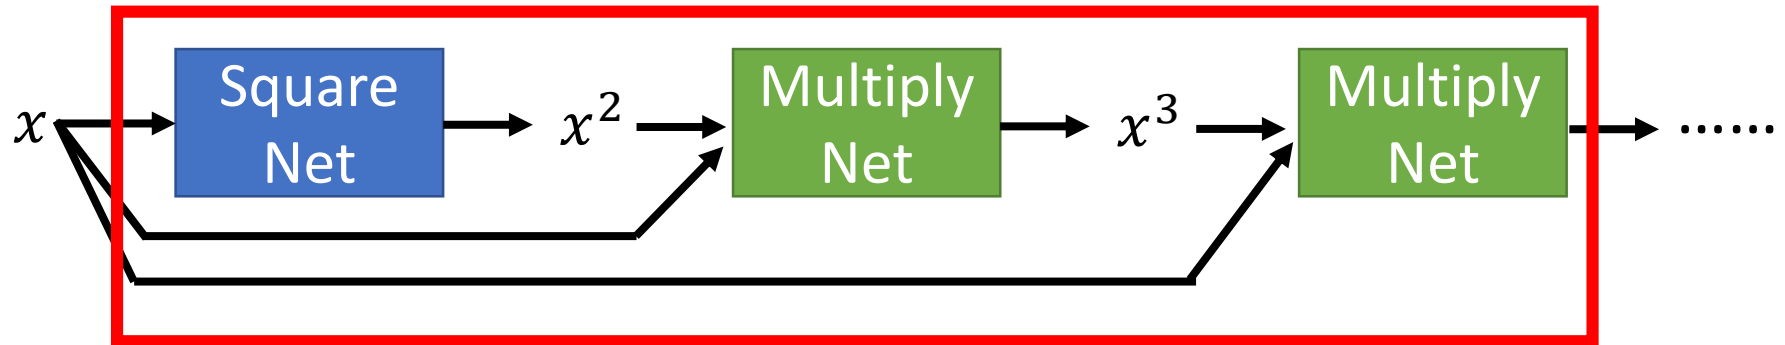 x
Square
Net
x²
Multiply
Net
x³
Multiply
Net
……